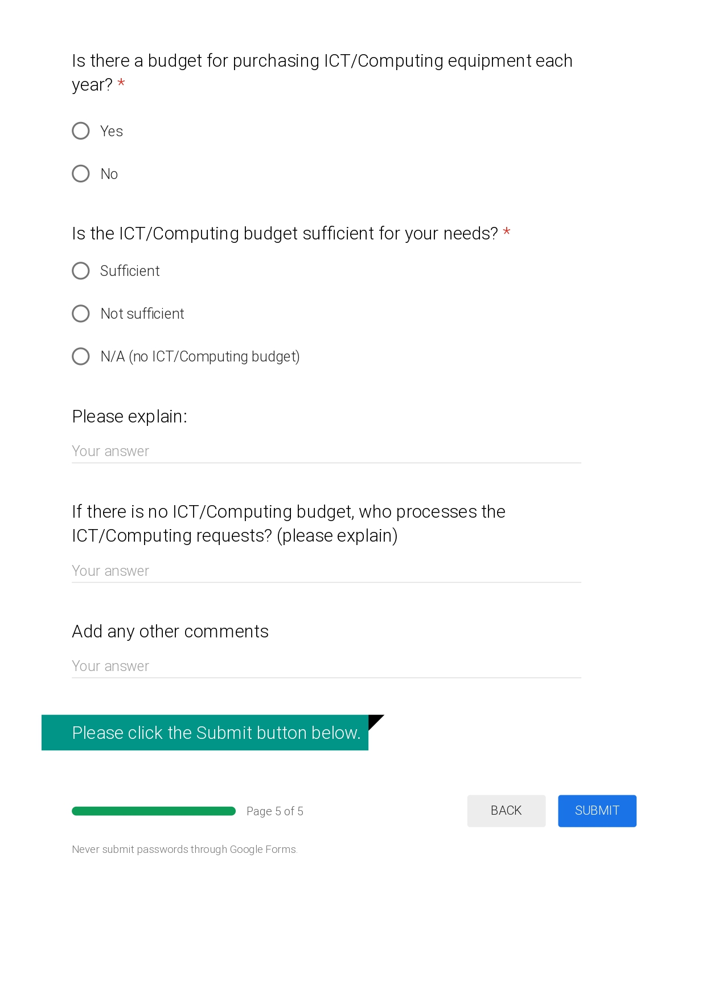 Is there a budget for purchasing ICT/Computing equipment each
year? *
Yes
No
Is the ICT/Computing budget sufficient for your needs? *
Sufficient
Not sufficient
N/A (no ICT/Computing budget)
Please explain:
Your answer
If there is no ICT/Computing budget, who processes the
ICT/Computing requests? (please explain)
Your answer
Add any other comments
Your answer
Please click the Submit button below.
Page 5 of 5
BACK
SUBMIT
Never submit passwords through Google Forms.